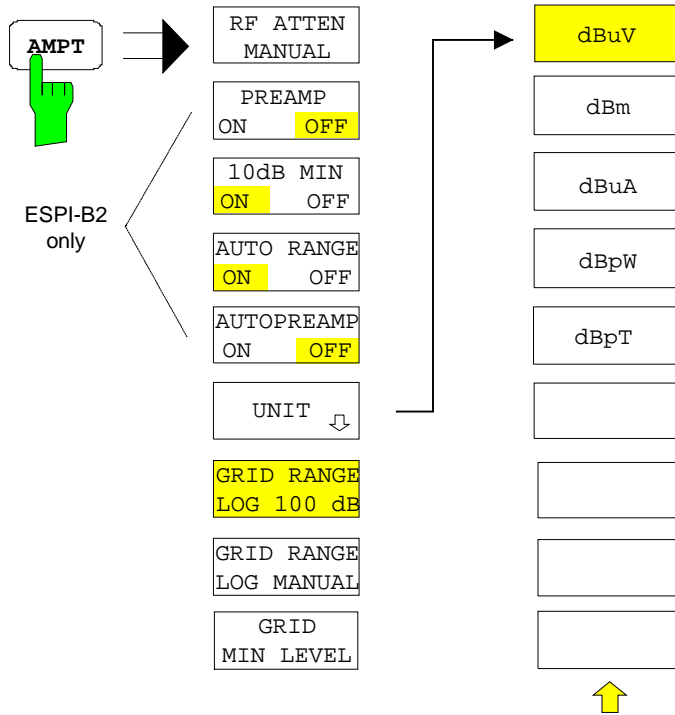 AMPT
RF ATTEN
MANUAL
PREAMP
ON OFF
10dB MIN
ON OFF
AUTO RANGE
ON OFF
AUTOPREAMP
ON OFF
UNIT
GRID RANGE
LOG 100 dB
GRID RANGE
LOG MANUAL
GRID
MIN LEVEL
ESPI-B2
only
dBuV
dBm
dBuA
dBpW
dBpT